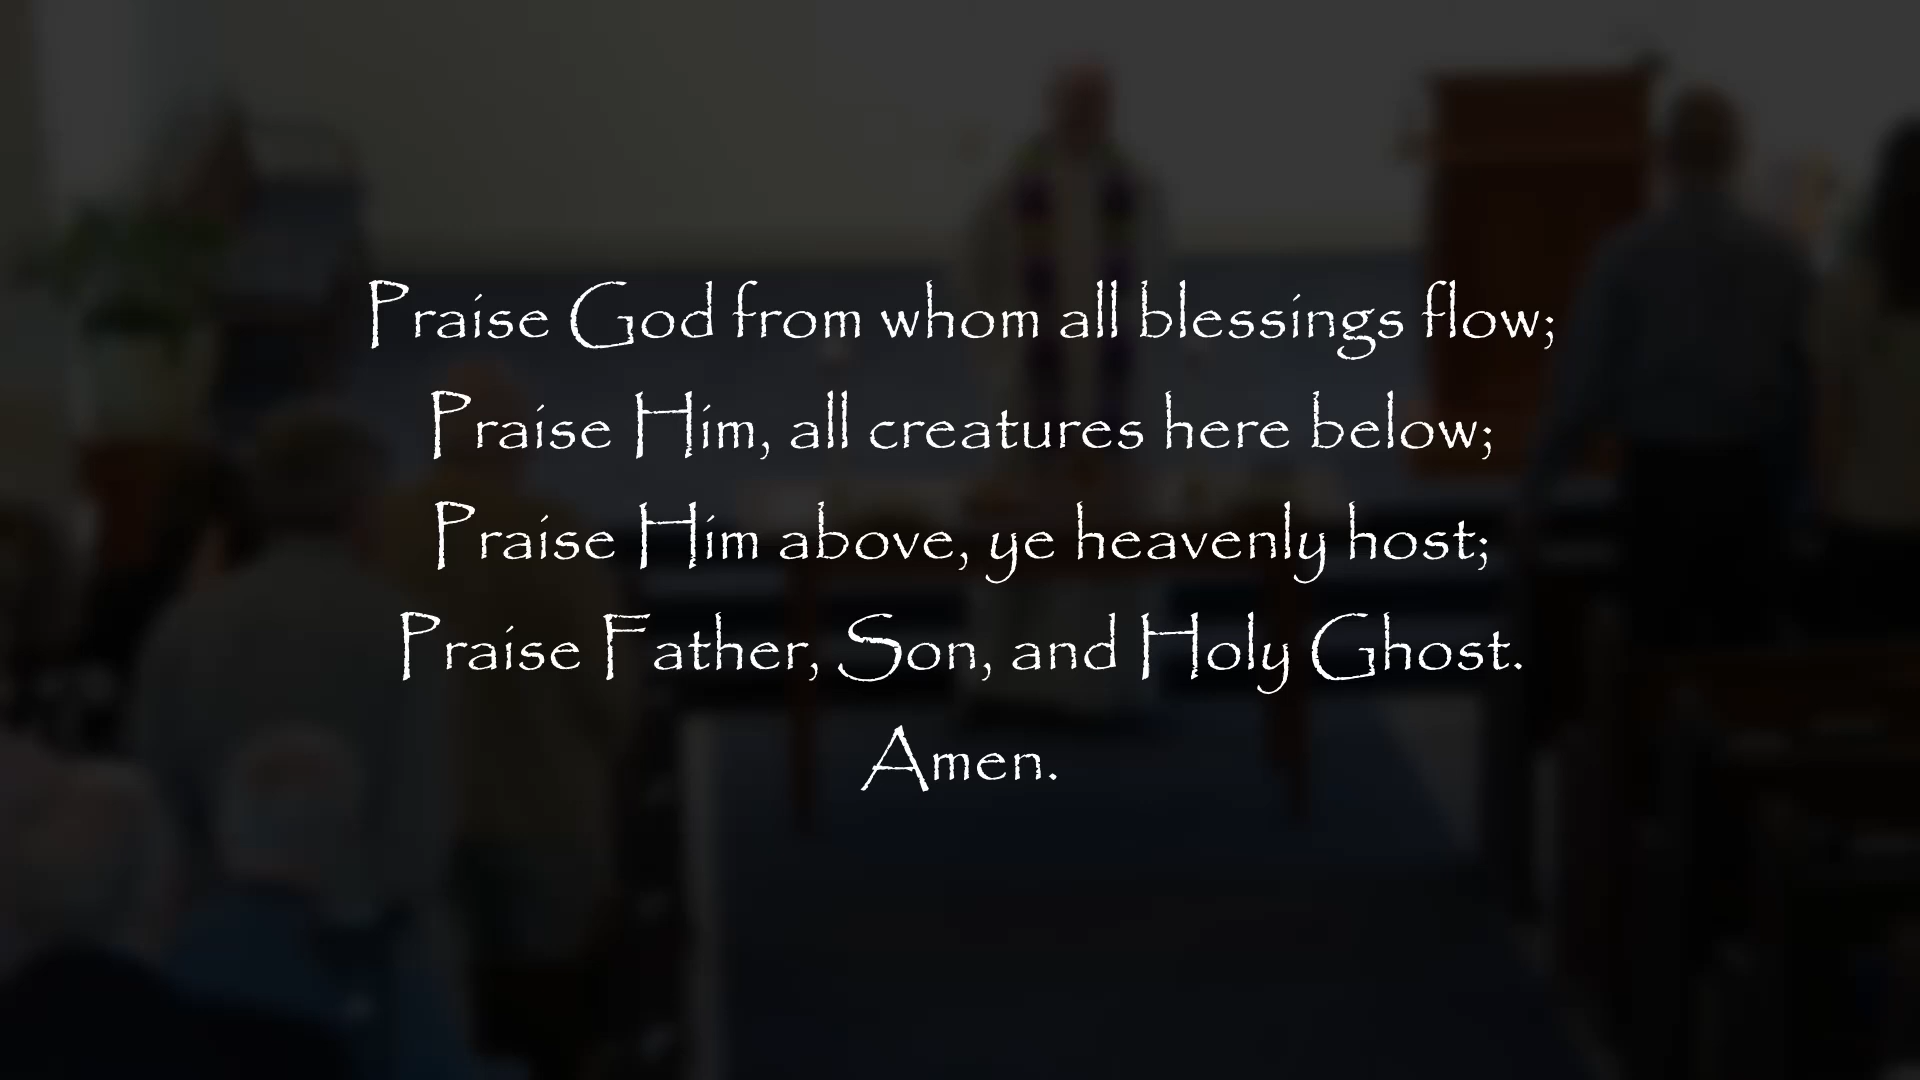 Praise God from whom all blessings flow;
Praise Him, all creatures here below;
Praise Him above, ye heavenly host;
Praise Father, Son, and Holy Ghost.
Amen.